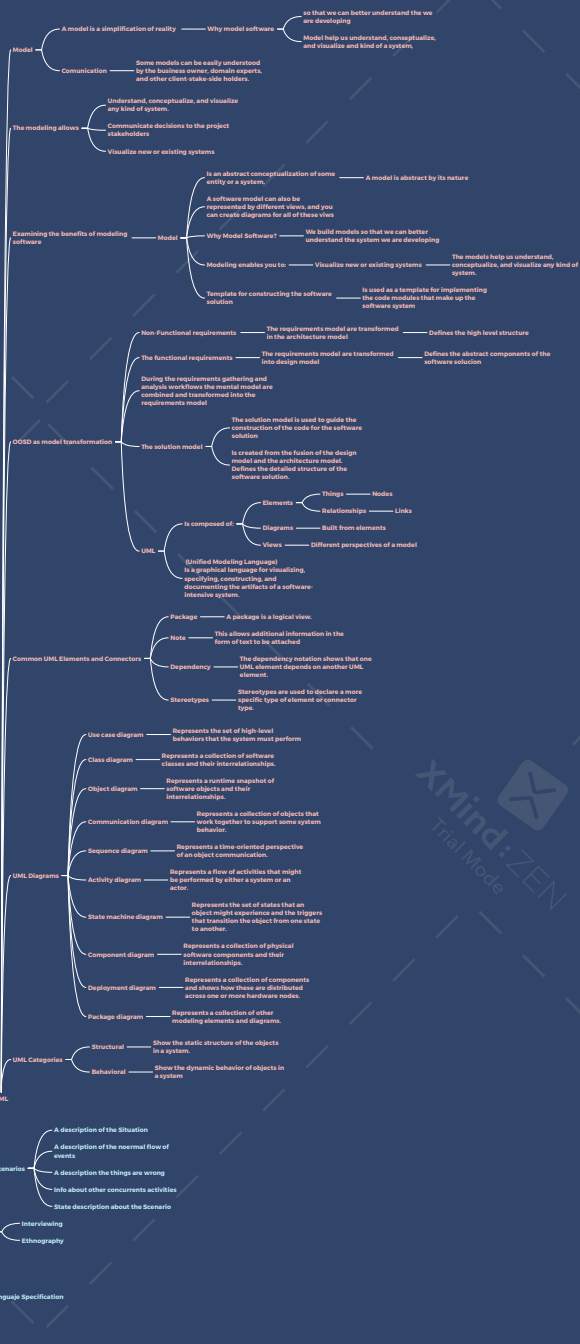 Model
A model is a simplification of reality
Why model software
so that we can better understand the we
are developing
Model help us understand, conseptualize,
and visualize and kind of a system,
Comunication
Some models can be easily understood
by the business owner, domain experts,
and other client-stake-side holders.
The modeling allows
Understand, conceptualize, and visualize
any kind of system.
Communicate decisions to the project
stakeholders
Visualize new or existing systems
Examining the benefits of modeling
software
Model
Is an abstract conceptualization of some
entity or a system,
A model is abstract by its nature
A software model can also be
represented by different views, and you
can create diagrams for all of these viws
Why Model Software?
We build models so that we can better
understand the system we are developing
Modeling enables you to:
Visualize new or existing systems
The models help us understand,
conceptualize, and visualize any kind of
system.
Template for constructing the software
solution
Is used as a template for implementing
the code modules that make up the
software system
OOSD as model transformation
Non-Functional requirements
The requirements model are transformed
in the architecture model
Defines the high level structure
The functional requirements
The requirements model are transformed
into design model
Defines the abstract components of the
software solucion
During the requirements gathering and
analysis workflows the mental model are
combined and transformed into the
requirements model
The solution model
The solution model is used to guide the
construction of the code for the software
solution
Is created from the fusion of the design
model and the architecture model.
Defines the detailed structure of the
software solution.
UML
Is composed of:
Elements
Things
Nodes
Relationships
Links
Diagrams
Built from elements
Views
Different perspectives of a model
(Unified Modeling Language)
Is a graphical language for visualizing,
specifying, constructing, and
documenting the artifacts of a software-
intensive system.
Common UML Elements and Connectors
Package
A package is a logical view.
Note
This allows additional information in the
form of text to be attached
Dependency
The dependency notation shows that one
UML element depends on another UML
element.
Stereotypes
Stereotypes are used to declare a more
specific type of element or connector
type.
UML Diagrams
Use case diagram
Represents the set of high-level
behaviors that the system must perform
Class diagram
Represents a collection of software
classes and their interrelationships.
Object diagram
Represents a runtime snapshot of
software objects and their
interrelationships.
Communication diagram
Represents a collection of objects that
work together to support some system
behavior.
Sequence diagram
Represents a time-oriented perspective
of an object communication.
Activity diagram
Represents a flow of activities that might
be performed by either a system or an
actor.
State machine diagram
Represents the set of states that an
object might experience and the triggers
that transition the object from one state
to another.
Component diagram
Represents a collection of physical
software components and their
interrelationships.
Deployment diagram
Represents a collection of components
and shows how these are distributed
across one or more hardware nodes.
Package diagram
Represents a collection of other
modeling elements and diagrams.
UML Categories
Structural
Show the static structure of the objects
in a system.
Behavioral
Show the dynamic behavior of objects in
a system
ML
cenarios
A description of the Situation
A description of the noermal flow of
events
A description the things are wrong
Info about other concurrents activities
State description about the Scenario
Interviewing
Ethnography
nguaje Specification
XMind: ZEN
Trial Mode